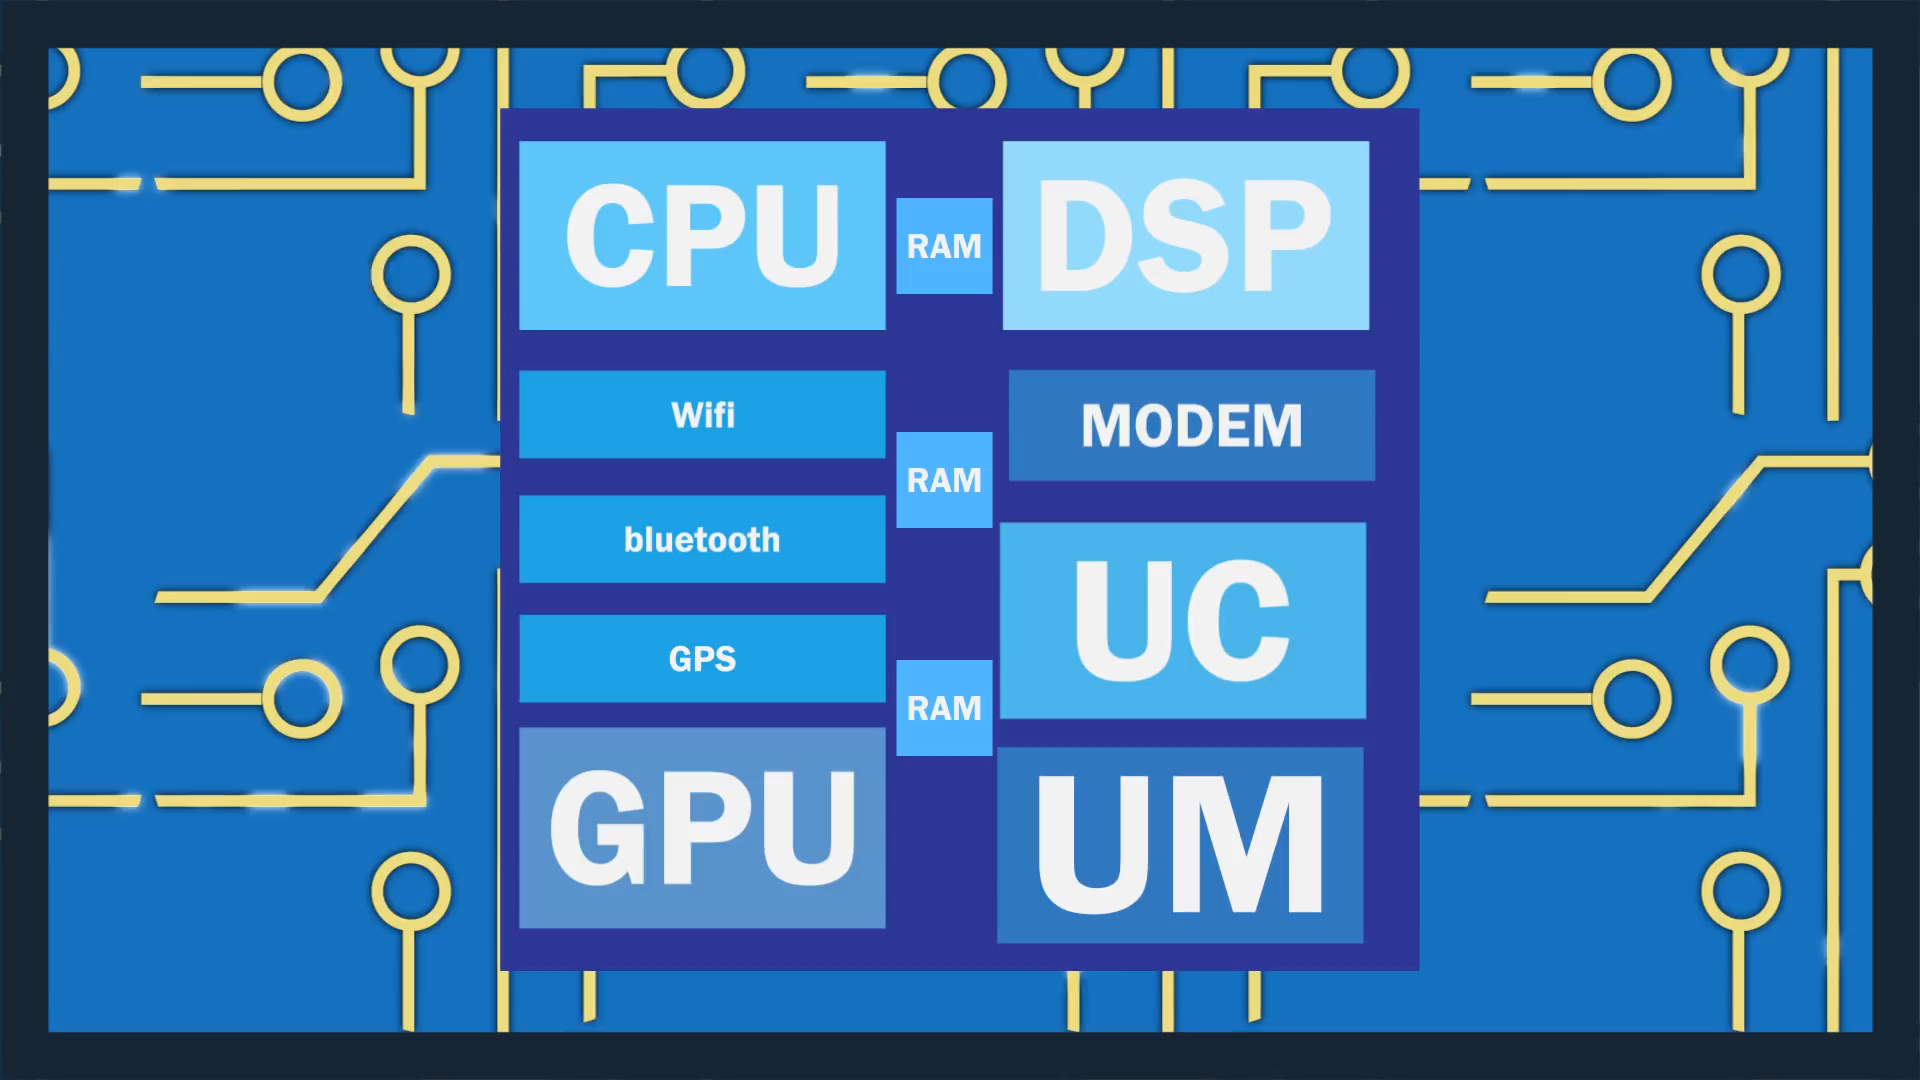 CPU
RAM
DSP
Wifi
MODEM
RAM
bluetooth
UC
GPS
RAM
GPU
UM